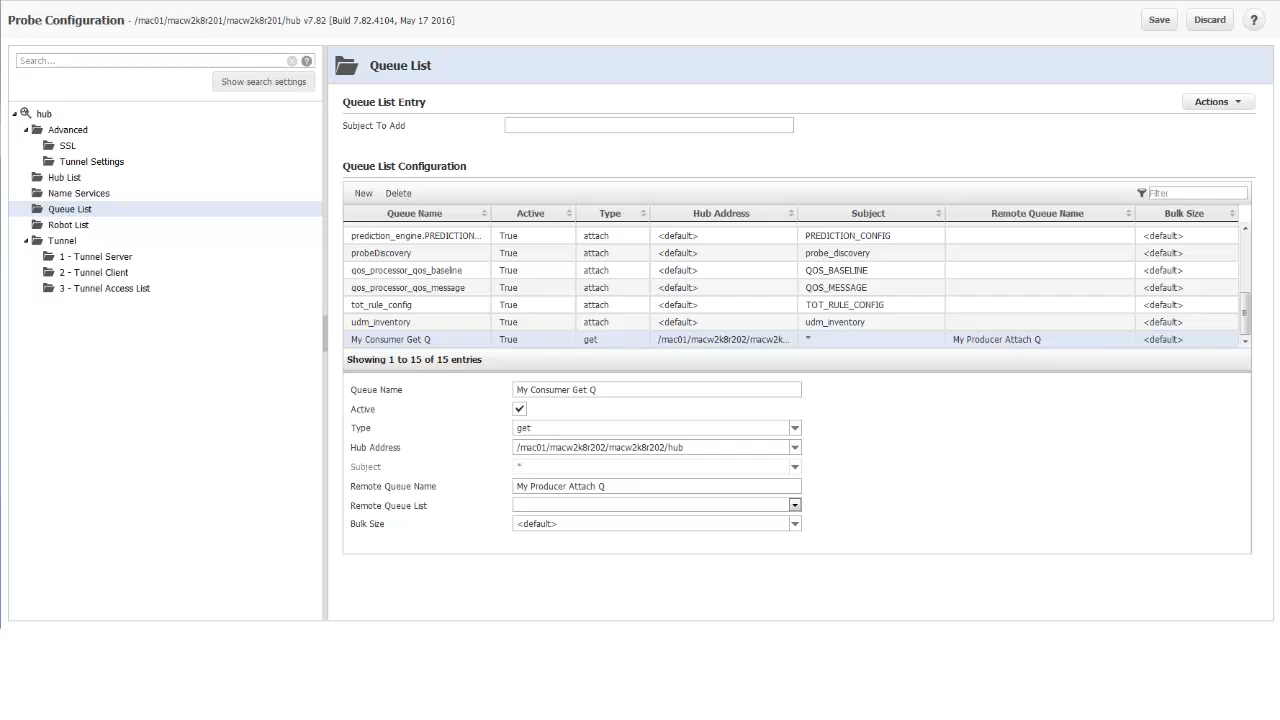 Probe Configuration - /mac01/macw2k8r201/macw2k8r201/hub v7.82 [Build 7.82.4104, May 17 2016]
Save Discard ?
Search...
Show search settings
hub
Advanced
SSL
Tunnel Settings
Hub List
Name Services
Queue List
Robot List
Tunnel
1 - Tunnel Server
2 - Tunnel Client
3 - Tunnel Access List
Queue List
Queue List Entry
Actions
Subject To Add
Queue List Configuration
New Delete Filter
Queue Name Active Type Hub Address Subject Remote Queue Name Bulk Size
prediction_engine.PREDICTION... True attach <default> PREDICTION_CONFIG <default>
probeDiscovery True attach <default> probe_discovery <default>
qos_processor_qos_baseline True attach <default> QOS_BASELINE <default>
qos_processor_qos_message True attach <default> QOS_MESSAGE <default>
tot_rule_config True attach <default> TOT_RULE_CONFIG <default>
udm_inventory True attach <default> udm_inventory <default>
My Consumer Get Q True get /mac01/macw2k8r202/macw2k... * My Producer Attach Q <default>
Showing 1 to 15 of 15 entries
Queue Name My Consumer Get Q
Active
Type get
Hub Address /mac01/macw2k8r202/macw2k8r202/hub
Subject *
Remote Queue Name My Producer Attach Q
Remote Queue List
Bulk Size <default>